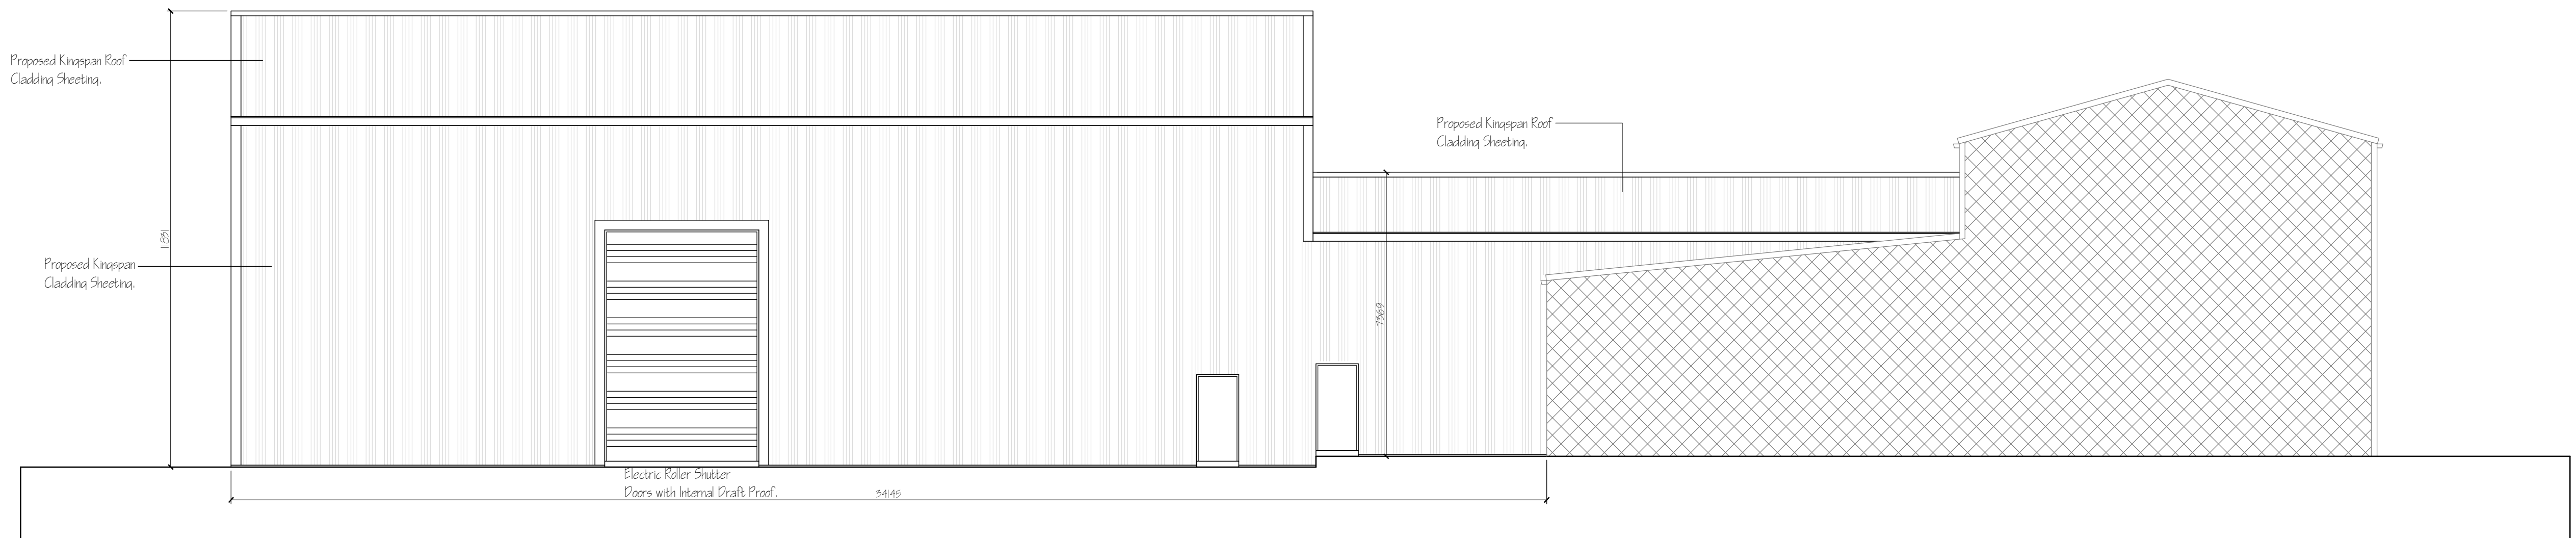 Proposed Kingspan Roof
Cladding Sheeting.
11831
Proposed Kingspan
Cladding Sheeting.
Proposed Kingspan Roof
Cladding Sheeting.
7369
Electric Roller Shutter
Doors with Internal Draft Proof.
34145